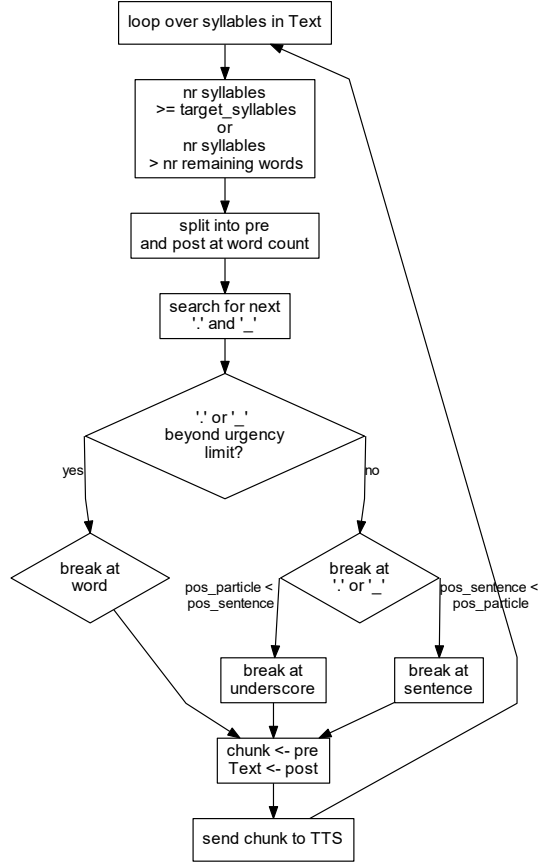 loop over syllables in Text
nr syllables
>= target_syllables
or
nr syllables
> nr remaining words
split into pre
and post at word count
search for next
'.' and '_'
'.' or '_'
beyond urgency
limit?
yes
no
break at
word
break at
'.' or '_'
pos_particle <
pos_sentence
pos_sentence <
pos_particle
break at
underscore
break at
sentence
chunk <- pre
Text <- post
send chunk to TTS